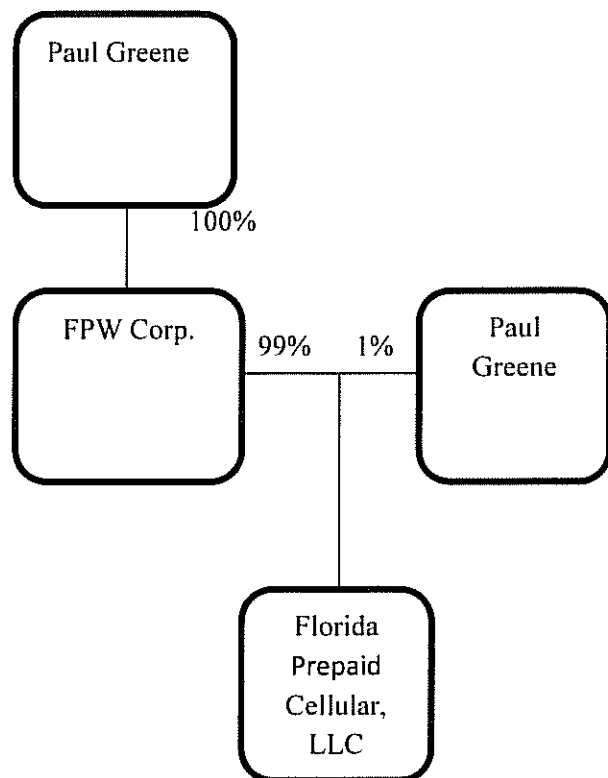 Paul Greene
100%
FPW Corp.
99%
1%
Paul
Greene
Florida
Prepaid
Cellular,
LLC